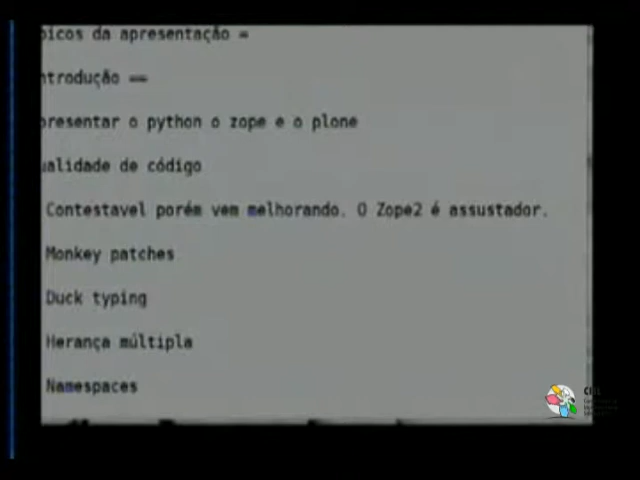 picos da apresentação =
ntrodução ==
presentar o python o zope e o plone
ualidade de código
Contestavel porém vem melhorando. O Zope2 é assustador.
Monkey patches
Duck typing
Herança múltipla
Namespaces